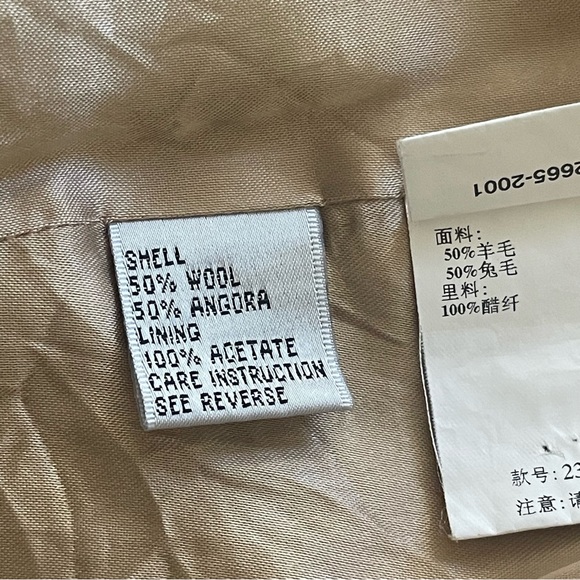 SHELL
50% WOOL
50% ANGORA
LINING
100% ACETATE
CARE INSTRUCTION
SEE REVERSE
2665-2001
面料:
50%羊毛
50%兔毛
里料:
100%醋纤
款号: 23
注意: 请